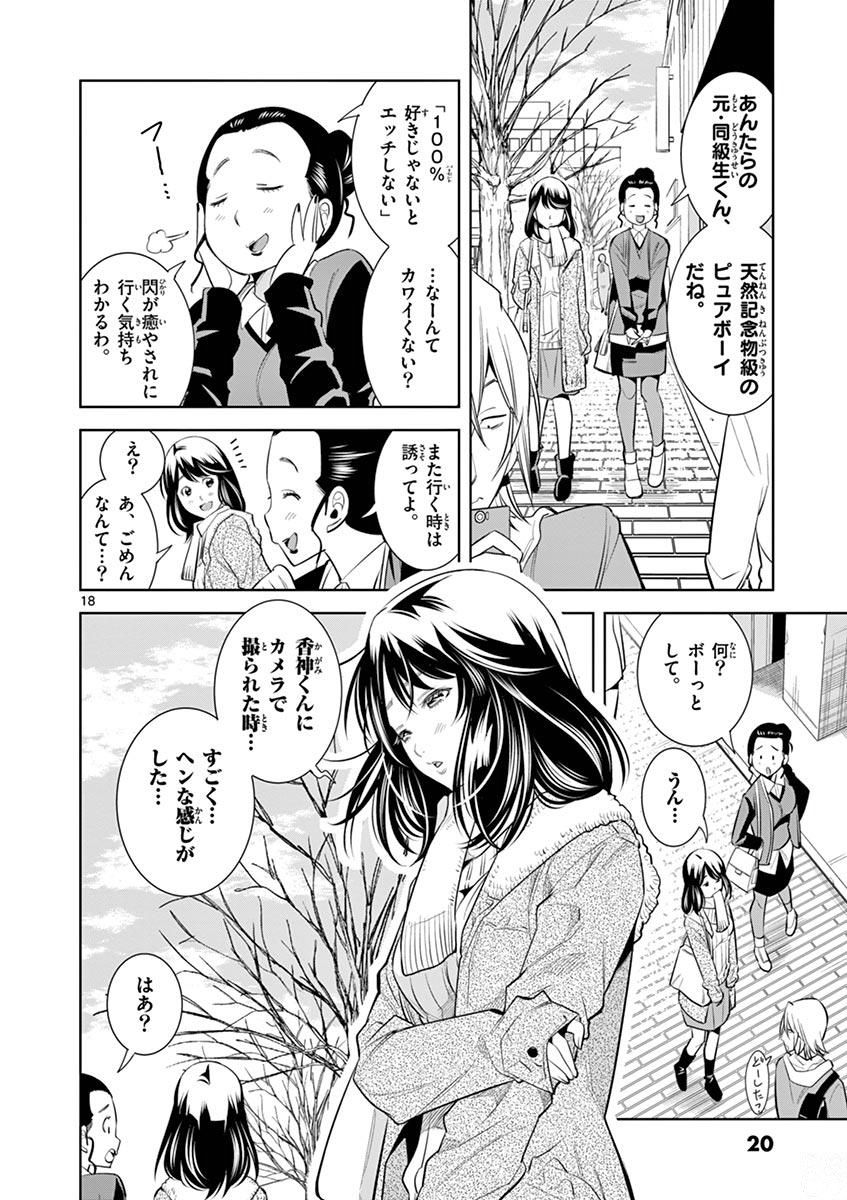 あんたらの
元・同級生くん、
天然記念物級の
ピュアボーイ
だね。
「100%
好きじゃないと
エッチしない」
…なーんて
カワイくない?
あー…
閃が癒やされに
行く気持ち
わかるわ。
また行く時は
誘ってよ。
え?
あ、ごめん
なんて…?
18
何?
ボーっと
して。
うん…
どーした?
香神くんに
カメラで
撮られた時…
すごく…
ヘンな感じが
した…
はあ?
20